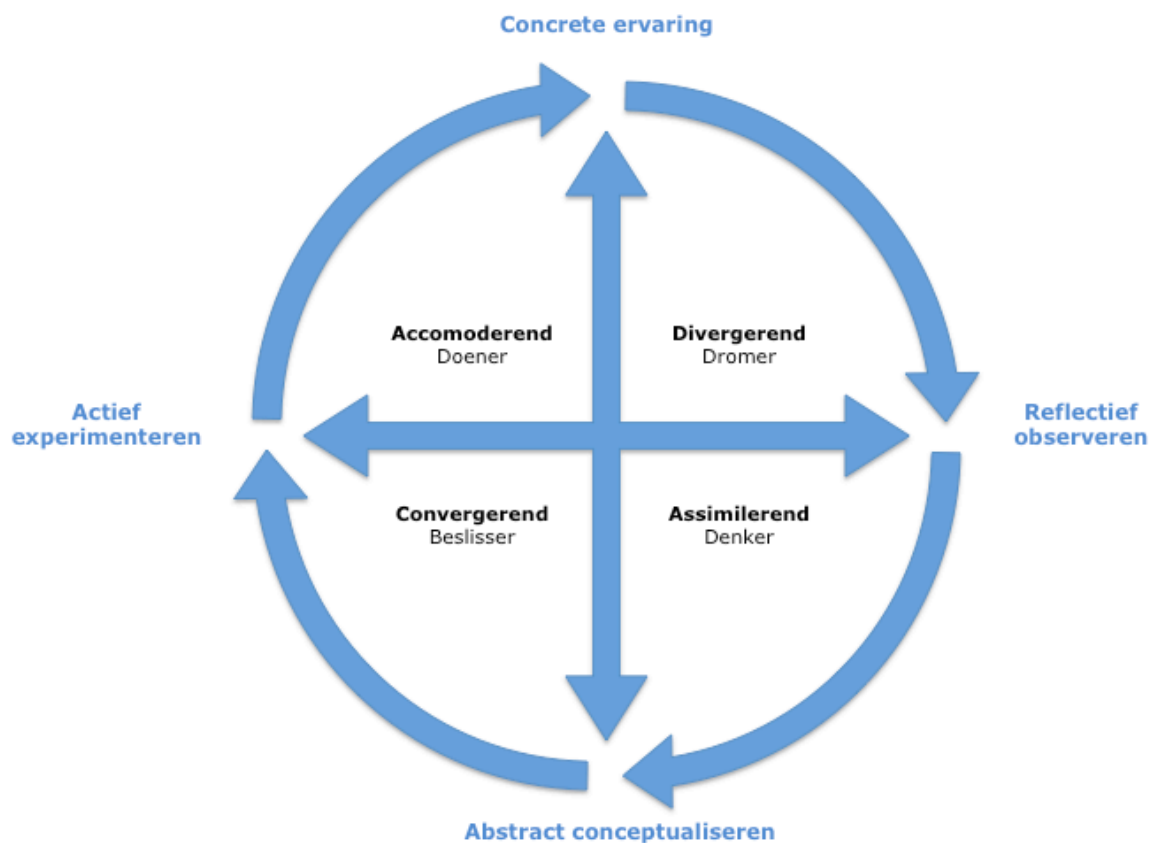 Concrete ervaring
Accomoderend
Doener
Divergerend
Dromer
Actief
experimenteren
Reflectief
observeren
Convergerend
Beslisser
Assimilerend
Denker
Abstract conceptualiseren